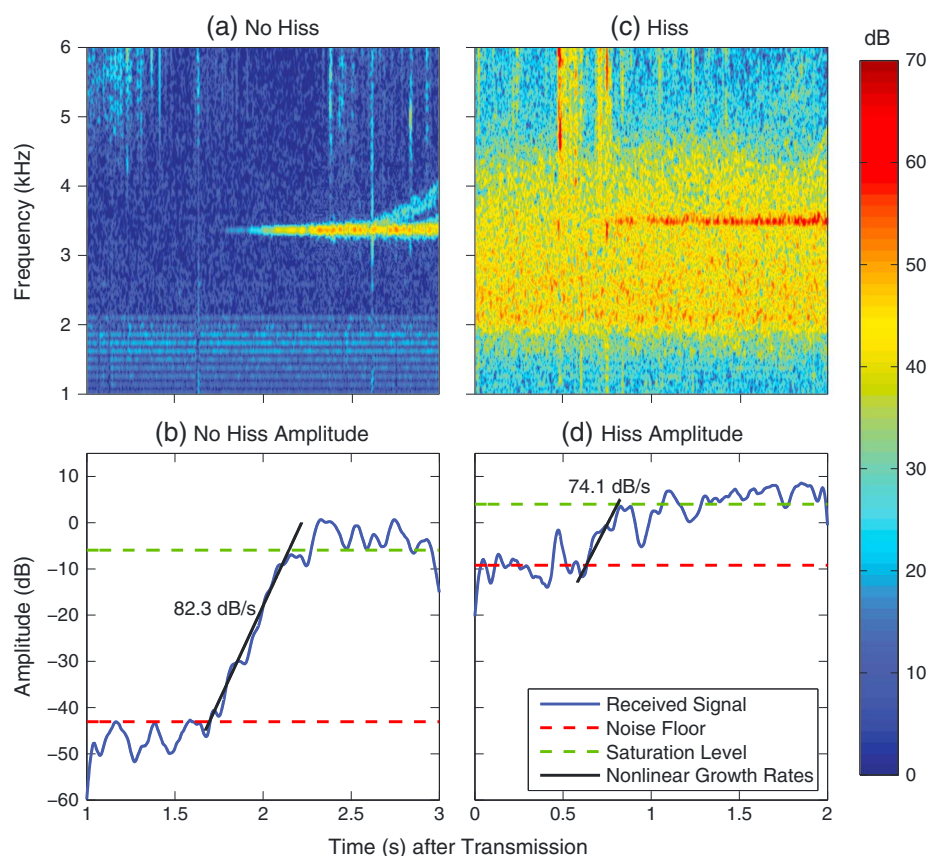 (a) No Hiss
(c) Hiss
dB
6
5
4
3
2
1
Frequency (kHz)
70
60
50
40
30
20
10
0
(b) No Hiss Amplitude
(d) Hiss Amplitude
10
0
−10
−20
−30
−40
−50
−60
Amplitude (dB)
82.3 dB/s
74.1 dB/s
Received Signal
Noise Floor
Saturation Level
Nonlinear Growth Rates
1 1.5 2 2.5 3
0 0.5 1 1.5 2
Time (s) after Transmission